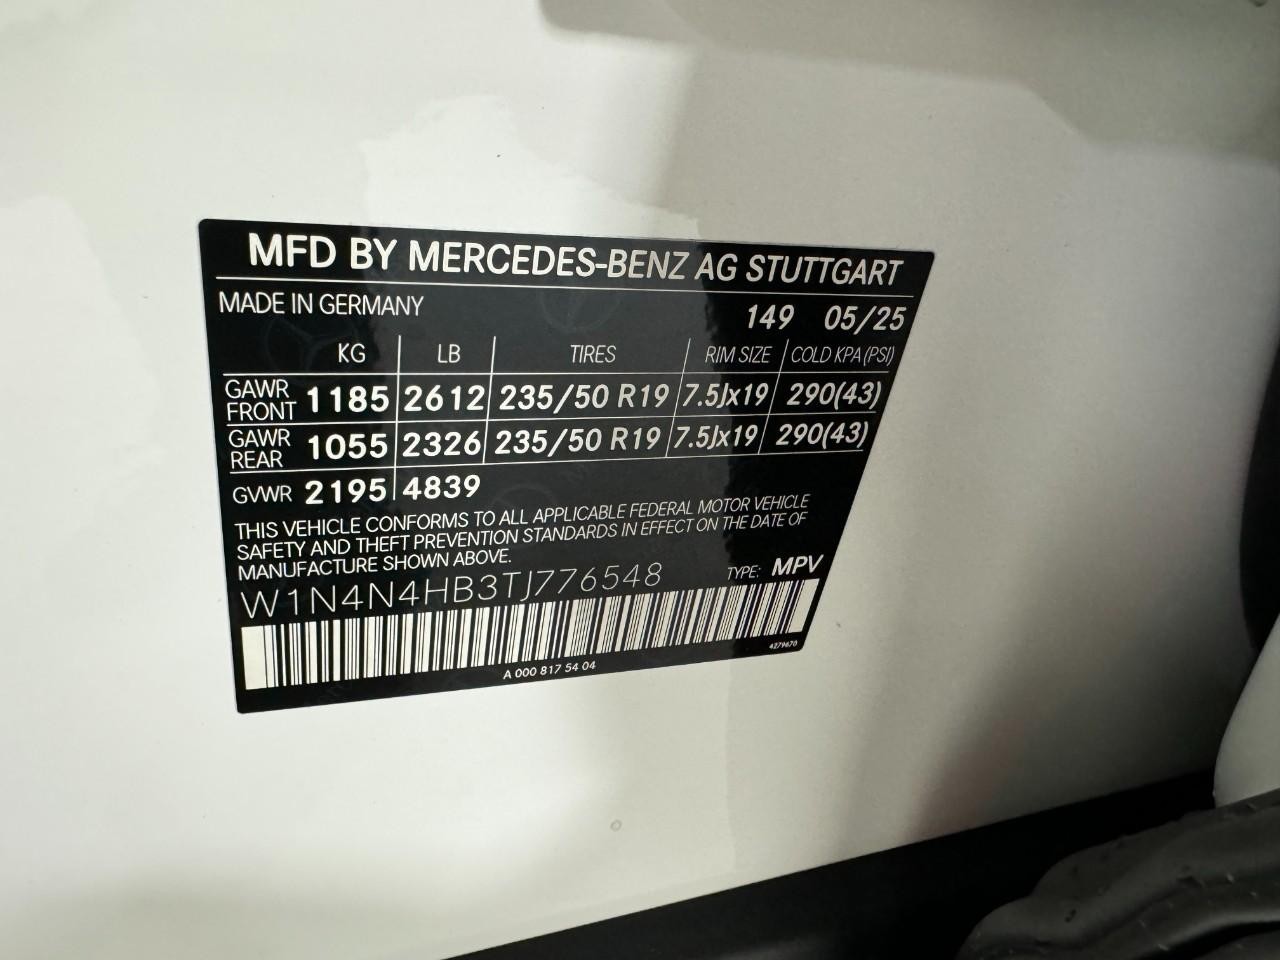 MFD BY MERCEDES-BENZ AG STUTTGART
MADE IN GERMANY 149 05/25
KG LB TIRES RIM SIZE COLD KPA (PSI)
GAWR FRONT 1185 2612 235/50 R19 7.5Jx19 290(43)
GAWR REAR 1055 2326 235/50 R19 7.5Jx19 290(43)
GVWR 2195 4839
THIS VEHICLE CONFORMS TO ALL APPLICABLE FEDERAL MOTOR VEHICLE
SAFETY AND THEFT PREVENTION STANDARDS IN EFFECT ON THE DATE OF
MANUFACTURE SHOWN ABOVE.
W1N4N4HB3TJ776548 TYPE: MPV
A 000 817 54 04 4279670